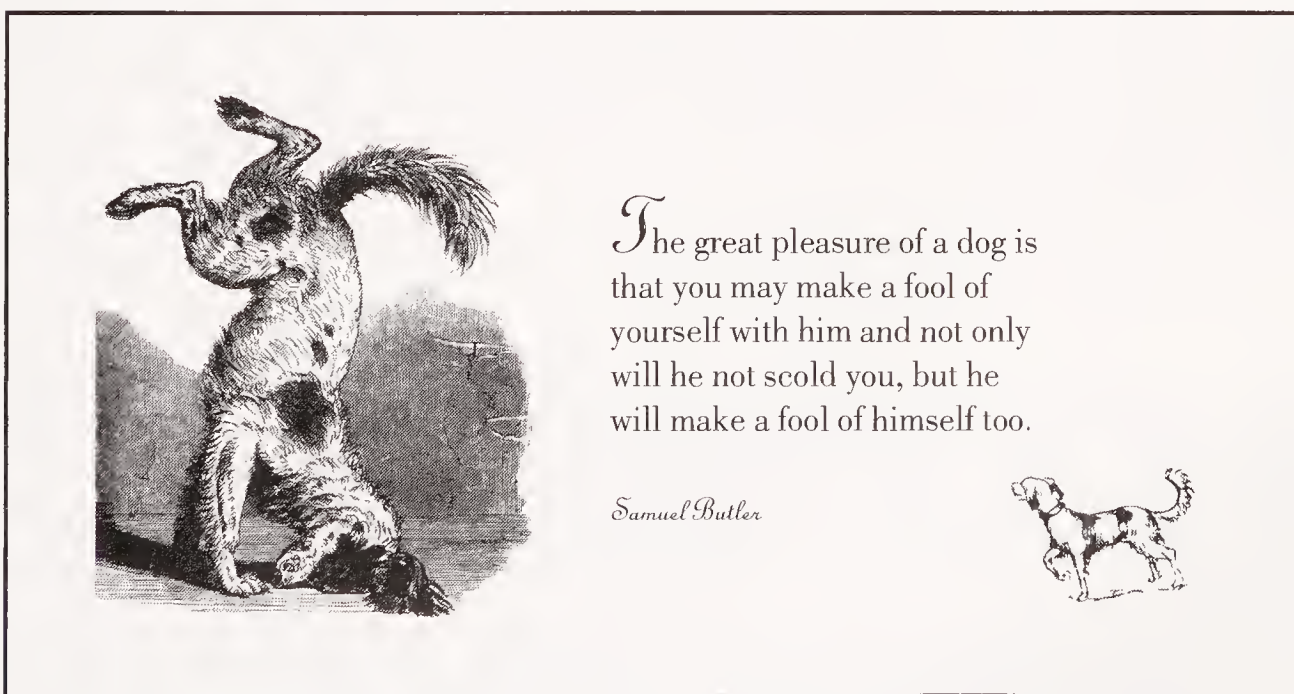 The great pleasure of a dog is
that you may make a fool of
yourself with him and not only
will he not scold you, but he
will make a fool of himself too.
Samuel Butler